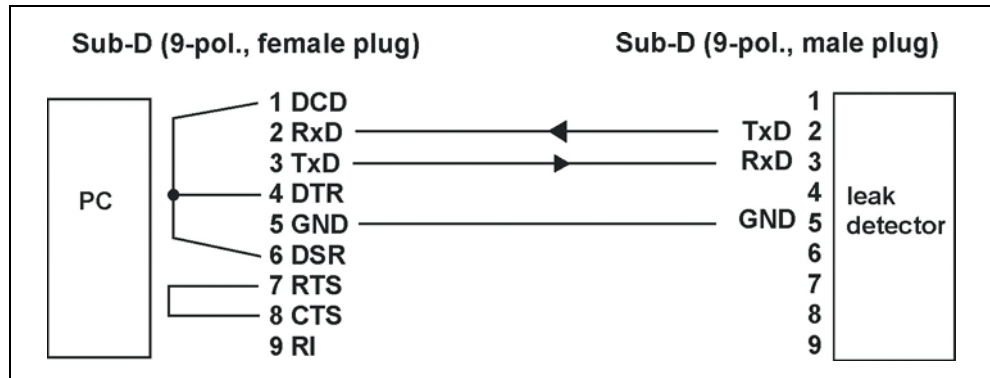 Sub-D (9-pol., female plug)
Sub-D (9-pol., male plug)
PC
1 DCD
2 RxD
3 TxD
4 DTR
5 GND
6 DSR
7 RTS
8 CTS
9 RI
1
TxD 2
RxD 3
4
GND 5
6
7
8
9
leak
detector